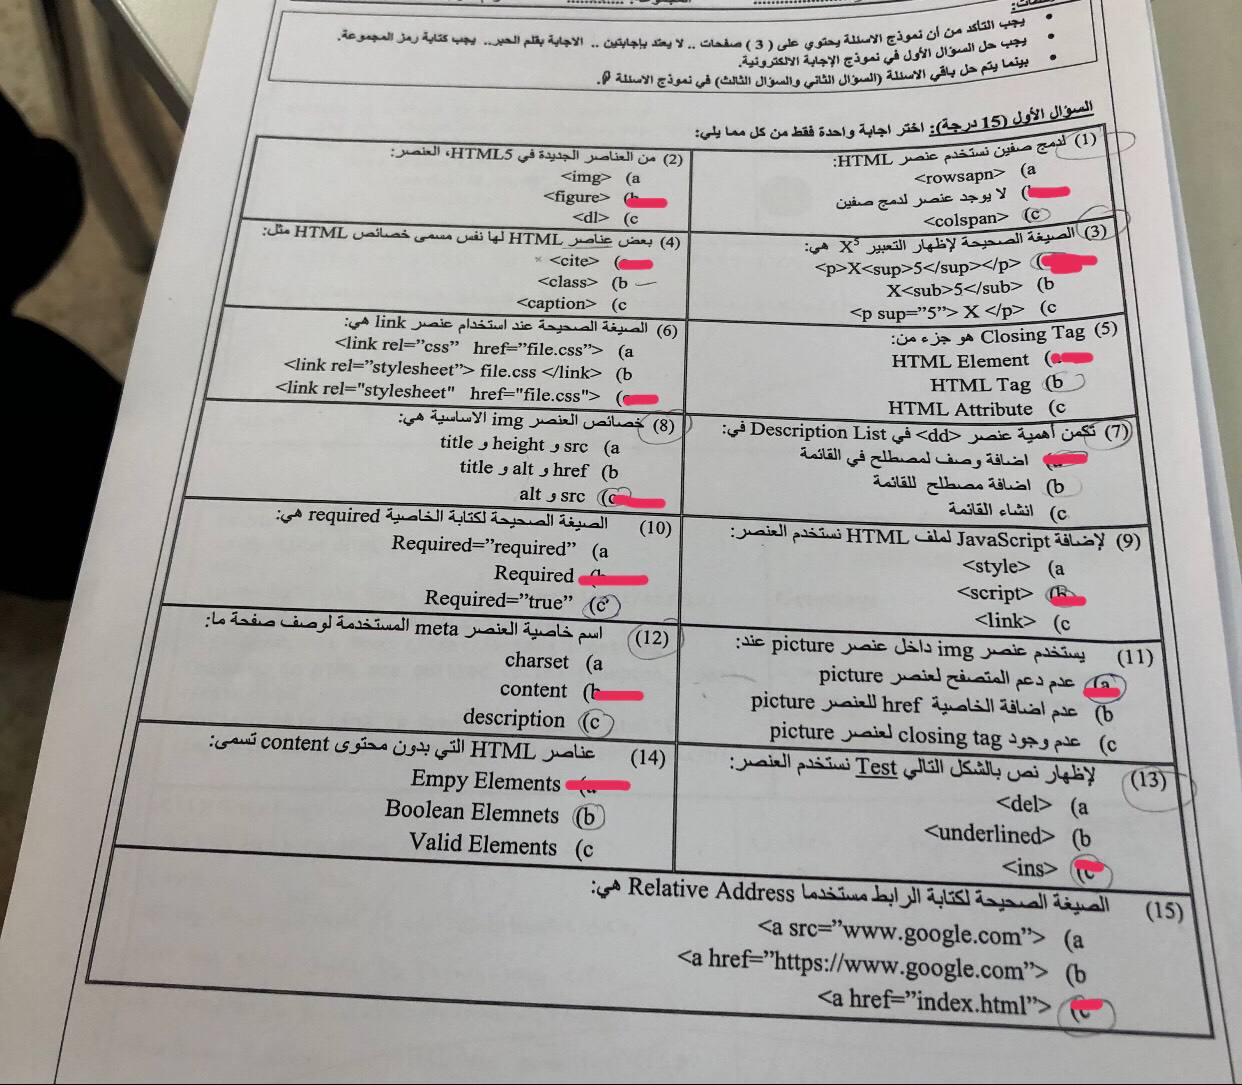 يجب التأكد من أن نموذج الاسئلة يحتوي على ( 3 ) صفحات .. لا يعتد بإجابتين .. الاجابة بقلم الحبر.. يجب كتابة رمز المجموعة.
يجب حل السؤال الأول في نموذج الإجابة الالكترونية.
بينما يتم حل باقي الاسئلة (السؤال الثاني والسؤال الثالث) في نموذج الاسئلة
السؤال الأول (15 درجة): اختر اجابة واحدة فقط من كل مما يلي:
(1) لدمج صفين نستخدم عنصر HTML:
a) <rowsapn>
لا يوجد عنصر لدمج صفين
c) <colspan>
(2) من العناصر الجديدة في HTML5، العنصر:
a) <img>
<figure>
c) <dl>
(3) الصيغة الصحيحة لإظهار التعبير X⁵ هي:
<p>X<sup>5</sup></p>
b) X<sub>5</sub>
c) <p sup=”5”> X </p>
(4) بعض عناصر HTML لها نفس مسمى خصائص HTML مثل:
<cite>
b) <class>
c) <caption>
(5) Closing Tag هو جزء من:
HTML Element
b) HTML Tag
c) HTML Attribute
(6) الصيغة الصحيحة عند استخدام عنصر link هي:
a) <link rel=”css” href=”file.css”>
b) <link rel=”stylesheet”> file.css </link>
<link rel="stylesheet" href="file.css">
(7) تكمن أهمية عنصر <dd> في Description List في:
اضافة وصف لمصطلح في القائمة
b) اضافة مصطلح للقائمة
c) انشاء القائمة
(8) خصائص العنصر img الاساسية هي:
a) src و height و title
b) href و alt و title
c) src و alt
(9) لإضافة JavaScript لملف HTML نستخدم العنصر:
a) <style>
b) <script>
c) <link>
(10) الصيغة الصحيحة لكتابة الخاصية required هي:
a) Required=”required”
Required
c) Required=”true”
(11) يستخدم عنصر img داخل عنصر picture عند:
a) عدم دعم المتصفح لعنصر picture
b) عدم اضافة الخاصية href للعنصر picture
c) عدم وجود closing tag لعنصر picture
(12) اسم خاصية العنصر meta المستخدمة لوصف صفحة ما:
a) charset
b) content
c) description
(13) لإظهار نص بالشكل التالي Test نستخدم العنصر:
a) <del>
b) <underlined>
c) <ins>
(14) عناصر HTML التي بدون محتوى content تسمى:
a) Empy Elements
b) Boolean Elemnets
c) Valid Elements
(15) الصيغة الصحيحة لكتابة الرابط مستخدما Relative Address هي:
a) <a src=”www.google.com”>
b) <a href=”https://www.google.com”>
c) <a href=”index.html”>